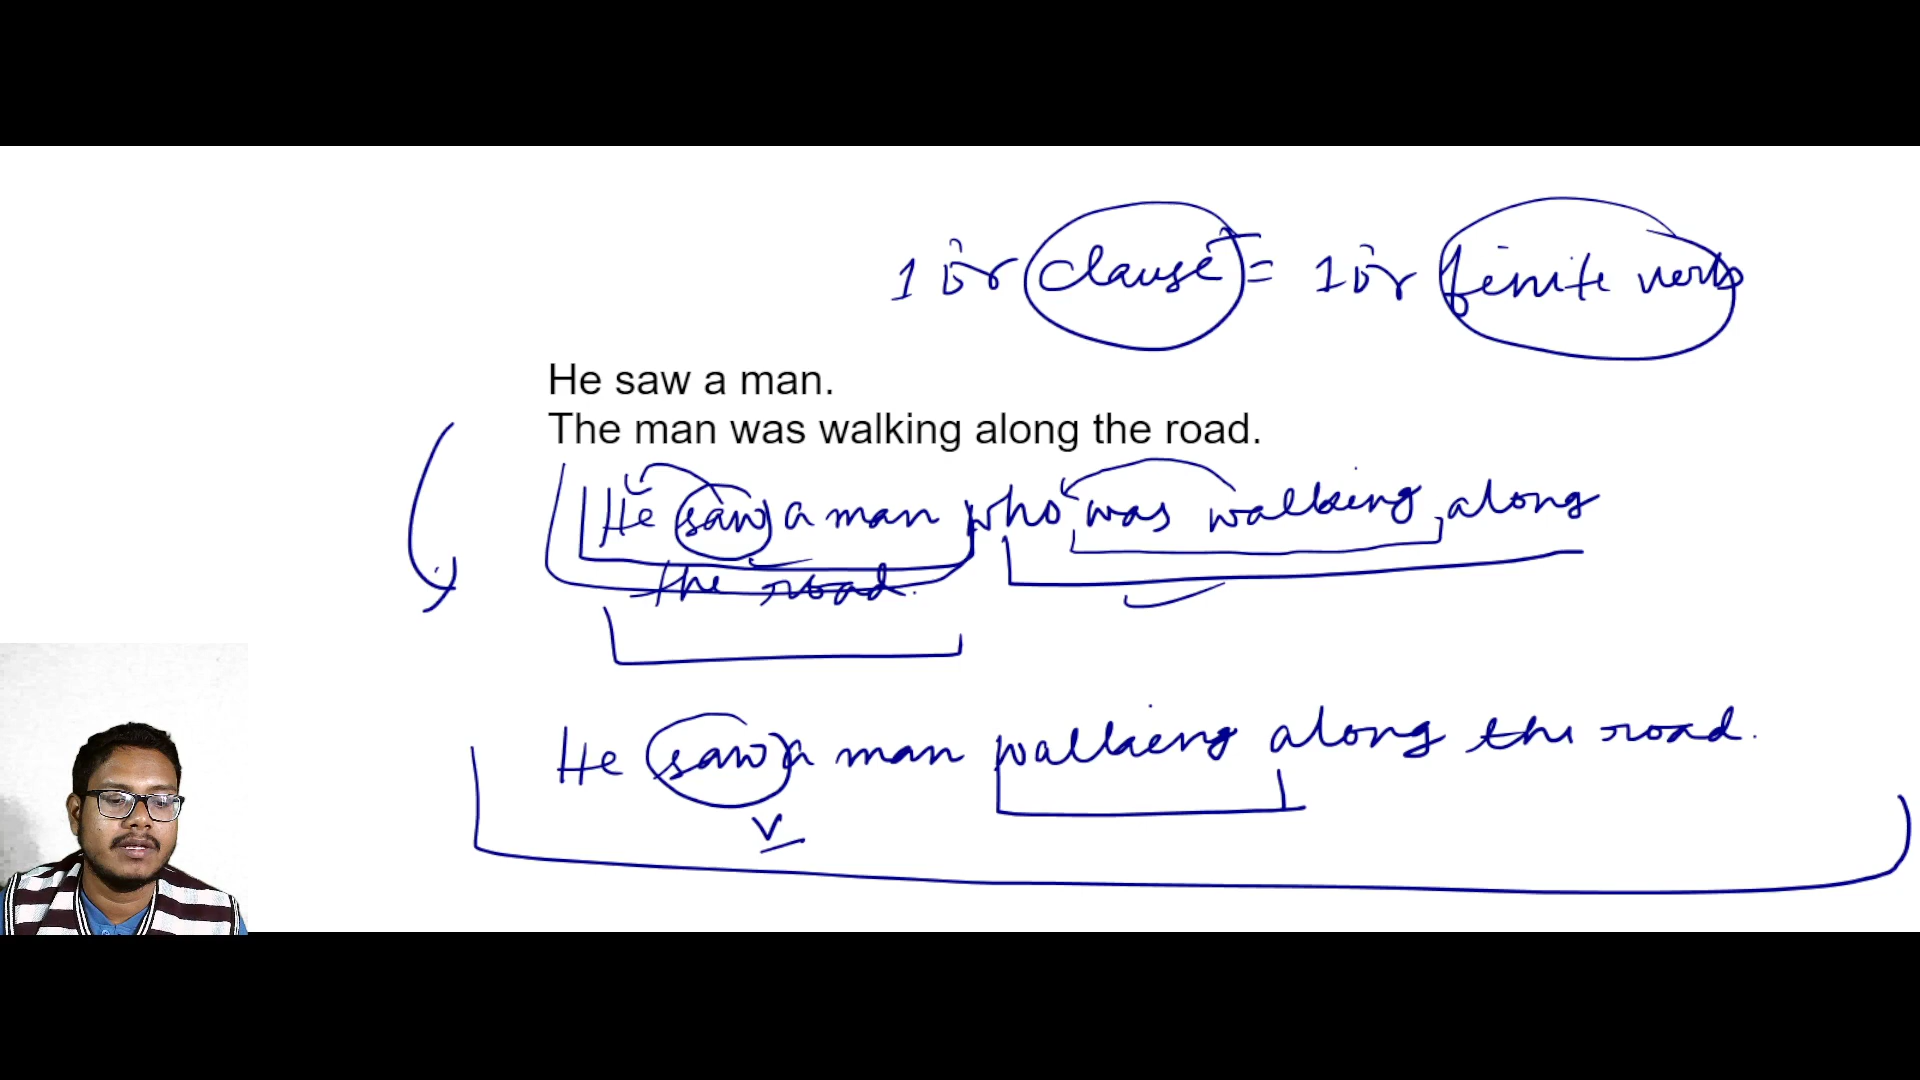 1 টি clause = 1 টি finite verb
He saw a man.
The man was walking along the road.
He saw a man who was walking along
the road.
He saw a man walking along the road.
V